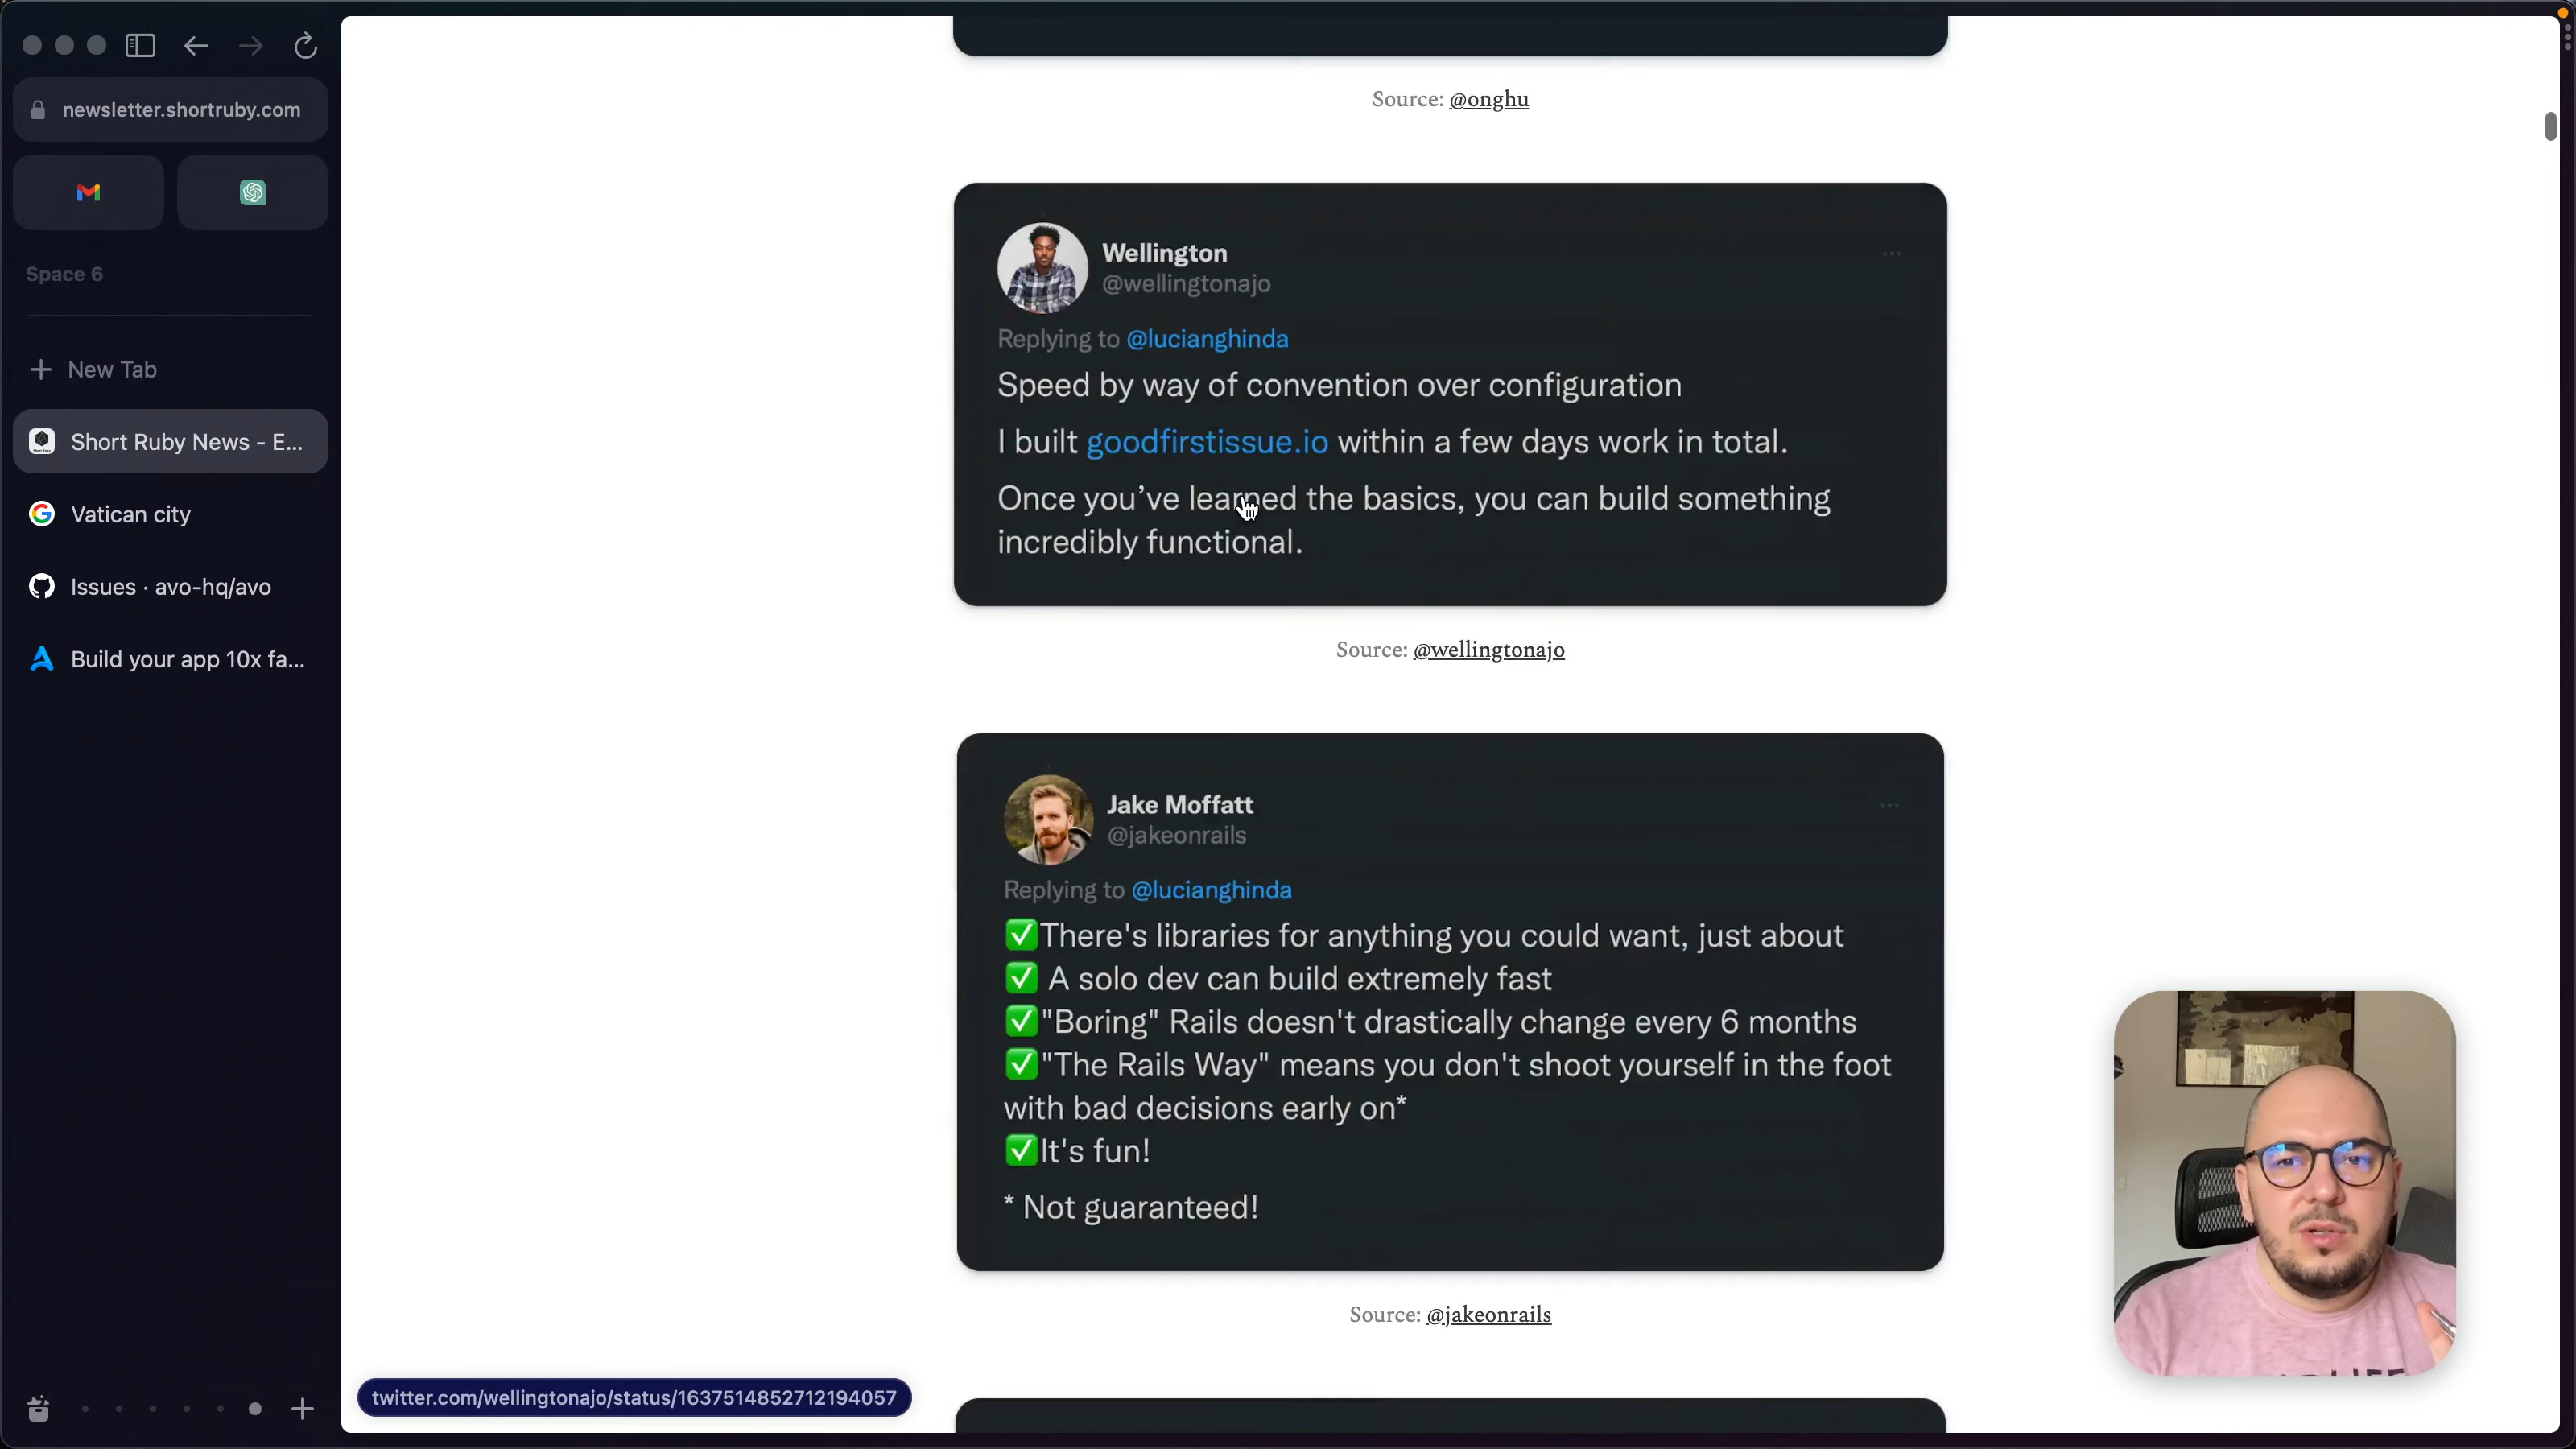 newsletter.shortruby.com
Space 6
New Tab
Short Ruby News - E...
Vatican city
Issues · avo-hq/avo
Build your app 10x fa...
Source: @onghu
Wellington
@wellingtonajo
Replying to @lucianghinda
Speed by way of convention over configuration
I built goodfirstissue.io within a few days work in total.
Once you’ve learned the basics, you can build something
incredibly functional.
Source: @wellingtonajo
Jake Moffatt
@jakeonrails
Replying to @lucianghinda
✅There's libraries for anything you could want, just about
✅ A solo dev can build extremely fast
✅"Boring" Rails doesn't drastically change every 6 months
✅"The Rails Way" means you don't shoot yourself in the foot
with bad decisions early on*
✅It's fun!
* Not guaranteed!
Source: @jakeonrails
twitter.com/wellingtonajo/status/1637514852712194057